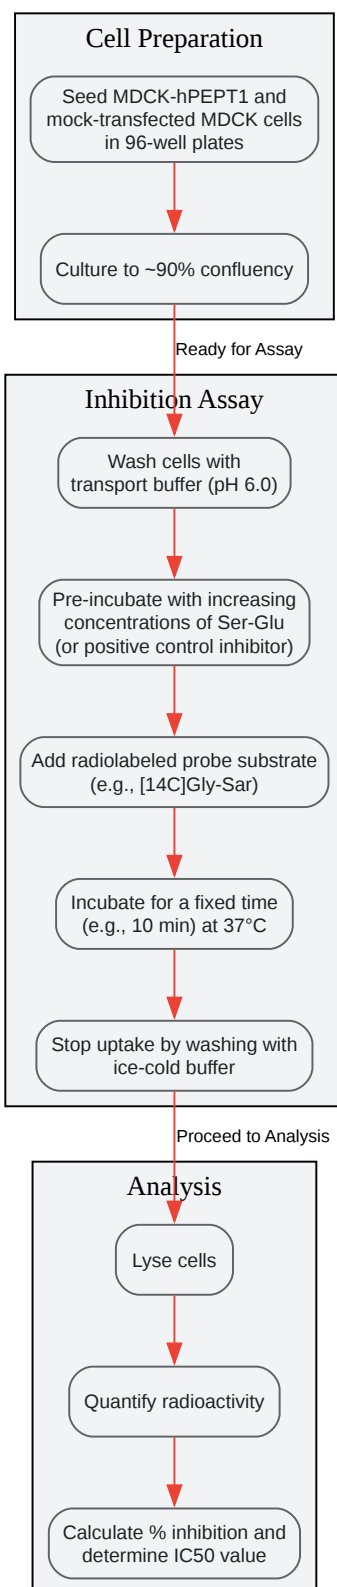 Cell Preparation
Seed MDCK-hPEPT1 and
mock-transfected MDCK cells
in 96-well plates
Culture to ~90% confluency
Ready for Assay
Inhibition Assay
Wash cells with
transport buffer (pH 6.0)
Pre-incubate with increasing
concentrations of Ser-Glu
(or positive control inhibitor)
Add radiolabeled probe substrate
(e.g., [14C]Gly-Sar)
Incubate for a fixed time
(e.g., 10 min) at 37°C
Stop uptake by washing with
ice-cold buffer
Proceed to Analysis
Analysis
Lyse cells
Quantify radioactivity
Calculate % inhibition and
determine IC50 value